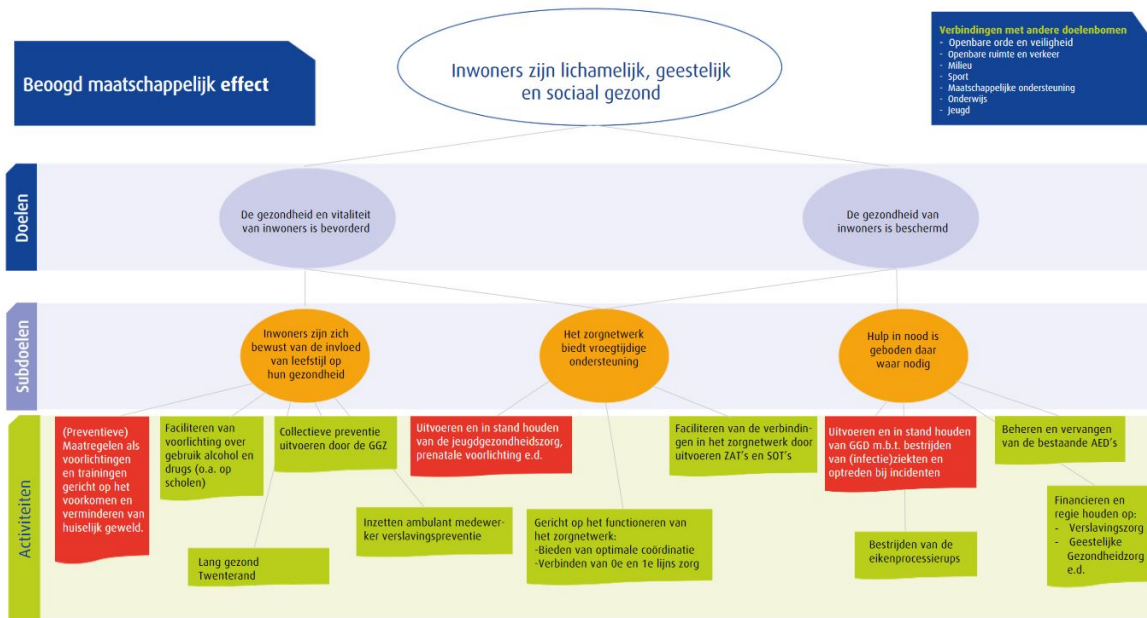 Beoogd maatschappelijk effect
Inwoners zijn lichamelijk, geestelijk
en sociaal gezond
Verbindingen met andere doelenbomen
- Openbare orde en veiligheid
- Openbare ruimte en verkeer
- Milieu
- Sport
- Maatschappelijke ondersteuning
- Onderwijs
- Jeugd
Doelen
De gezondheid en vitaliteit
van inwoners is bevorderd
De gezondheid van
inwoners is beschermd
Subdoelen
Inwoners zijn zich
bewust van de invloed
van leefstijl op
hun gezondheid
Het zorgnetwerk
biedt vroegtijdige
ondersteuning
Hulp in nood is
geboden daar
waar nodig
Activiteiten
(Preventieve)
Maatregelen als
voorlichtingen
en trainingen
gericht op het
voorkomen en
verminderen van
huiselijk geweld.
Faciliteren van
voorlichting over
gebruik alcohol en
drugs (o.a. op
scholen)
Collectieve preventie
uitvoeren door de GGZ
Uitvoeren en in stand houden
van de jeugdgezondheidszorg,
prenatale voorlichting e.d.
Faciliteren van de verbindin-
gen in het zorgnetwerk door
uitvoeren ZAT's en SOT's
Uitvoeren en in stand houden
van GGD m.b.t. bestrijden
van (infectie)ziekten en
optreden bij incidenten
Beheren en vervangen
van de bestaande AED's
Lang gezond
Twenterand
Inzetten ambulant medewer-
ker verslavingspreventie
Gericht op het functioneren van
het zorgnetwerk:
-Bieden van optimale coördinatie
-Verbinden van 0e en 1e lijns zorg
Bestrijden van de
eikenprocessierups
Financieren en
regie houden op:
- Verslavingszorg
- Geestelijke
Gezondheidzorg
e.d.